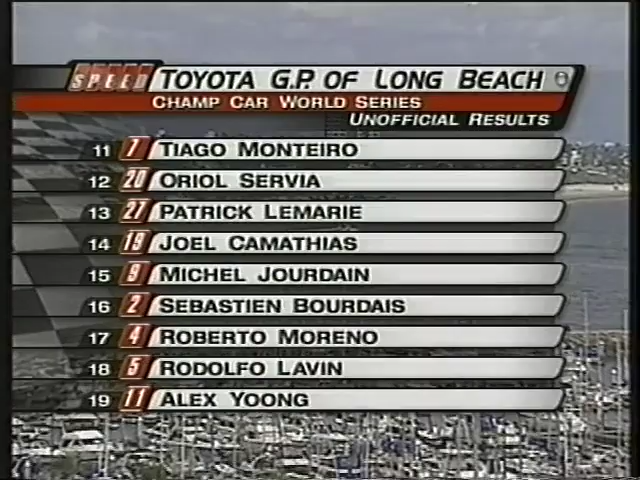 SPEED TOYOTA G.P. OF LONG BEACH
CHAMP CAR WORLD SERIES
UNOFFICIAL RESULTS
11 7 TIAGO MONTEIRO
12 20 ORIOL SERVIA
13 27 PATRICK LEMARIE
14 19 JOEL CAMATHIAS
15 9 MICHEL JOURDAIN
16 2 SEBASTIEN BOURDAIS
17 4 ROBERTO MORENO
18 5 RODOLFO LAVIN
19 11 ALEX YOONG